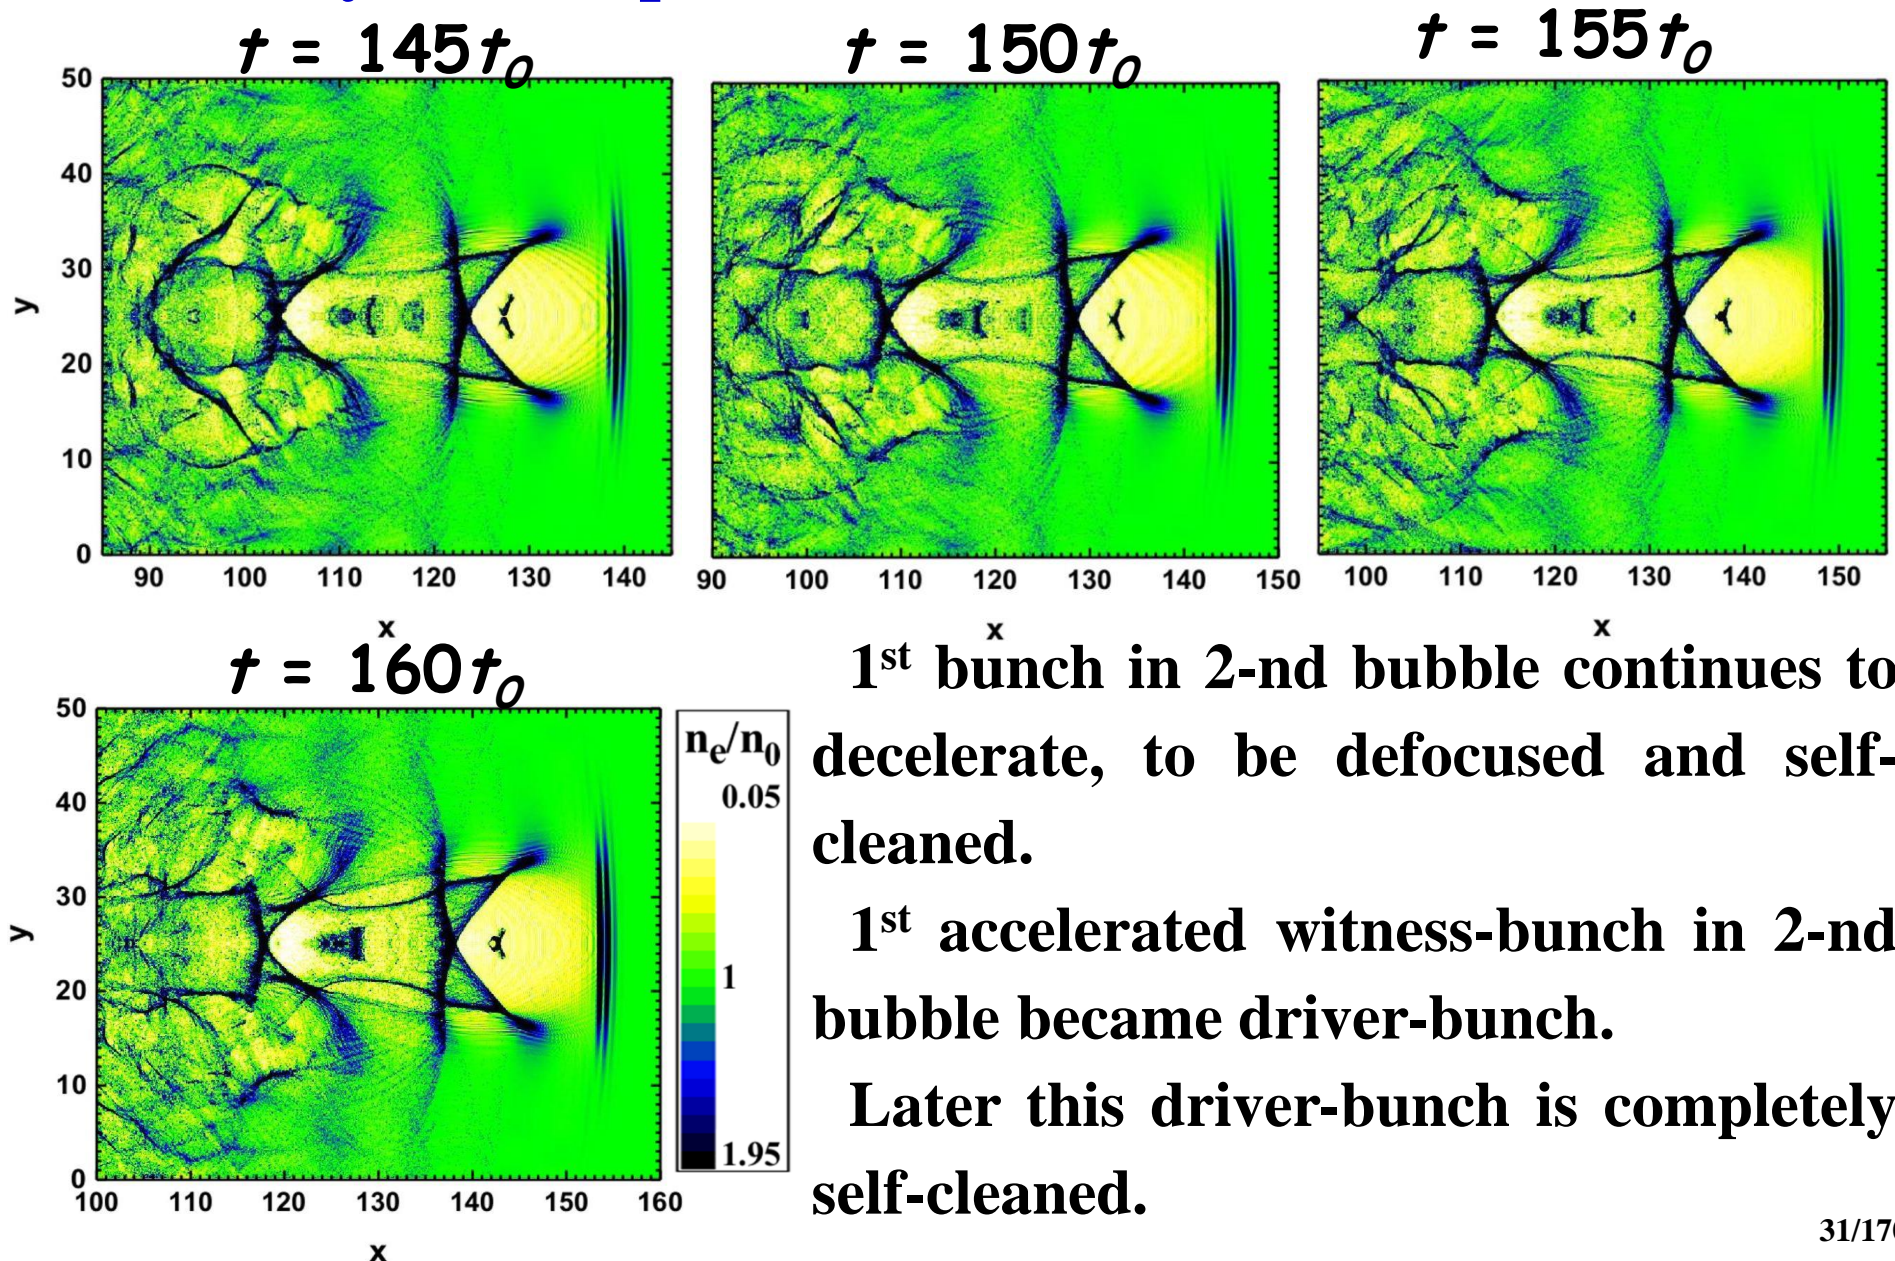 t = 145t₀
t = 150t₀
t = 155t₀
50
40
30
20
10
0
y
90 100 110 120 130 140
x
90 100 110 120 130 140 150
x
100 110 120 130 140 150
x
t = 160t₀
50
40
30
20
10
0
y
100 110 120 130 140 150 160
x
nₑ/n₀
0.05
1
1.95
1st bunch in 2-nd bubble continues to
decelerate, to be defocused and self-
cleaned.
1st accelerated witness-bunch in 2-nd
bubble became driver-bunch.
Later this driver-bunch is completely
self-cleaned.